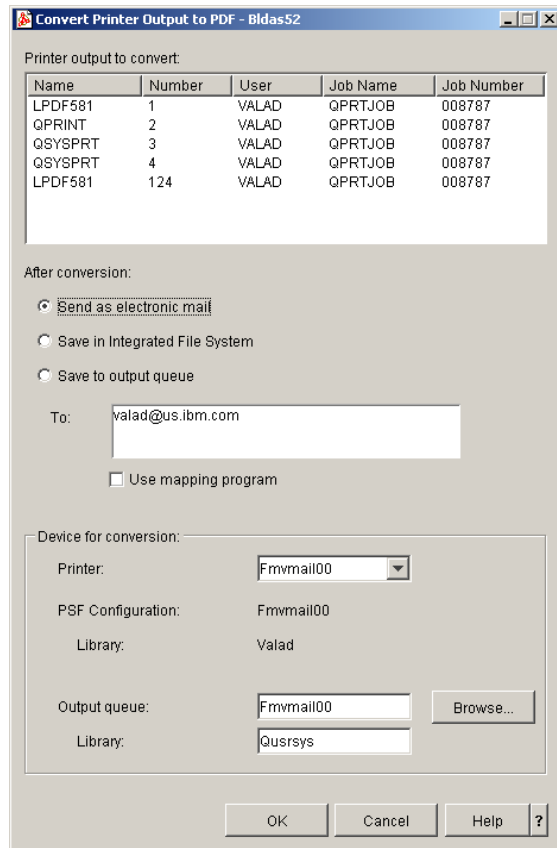 Convert Printer Output to PDF - Bldas52
Printer output to convert:
Name Number User Job Name Job Number
LPDF581 1 VALAD QPRTJOB 008787
QPRINT 2 VALAD QPRTJOB 008787
QSYSPRT 3 VALAD QPRTJOB 008787
QSYSPRT 4 VALAD QPRTJOB 008787
LPDF581 124 VALAD QPRTJOB 008787
After conversion:
Send as electronic mail
Save in Integrated File System
Save to output queue
To: valad@us.ibm.com
Use mapping program
Device for conversion:
Printer: Fmvmail00
PSF Configuration: Fmvmail00
Library: Valad
Output queue: Fmvmail00 Browse...
Library: Qusrsys
OK Cancel Help ?